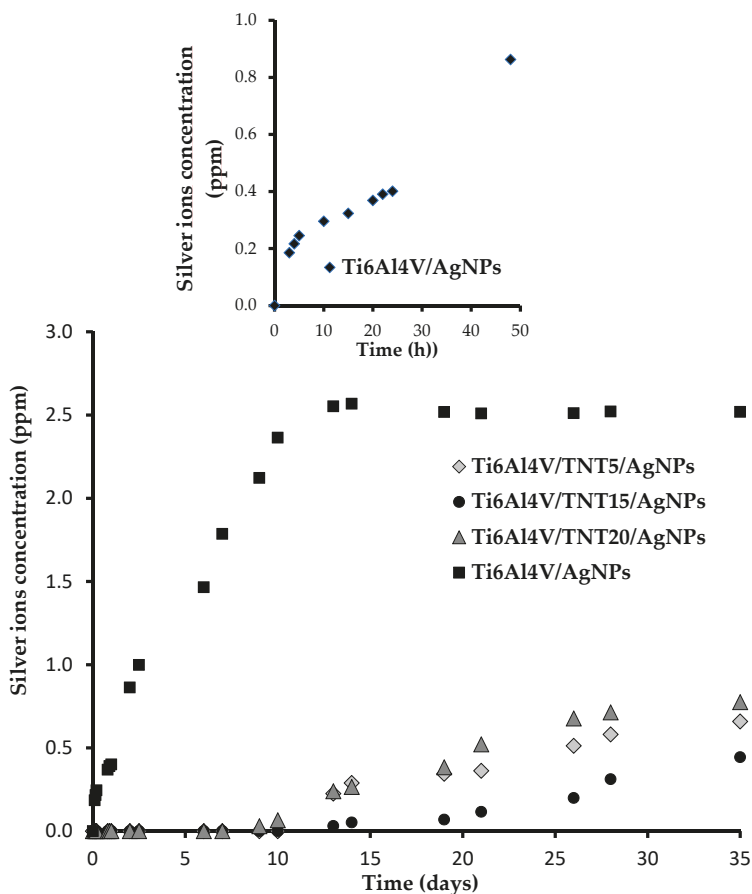 Silver ions concentration
(ppm)
1.0
0.8
0.6
0.4
0.2
0.0
Ti6Al4V/AgNPs
0 10 20 30 40 50
Time (h))
Silver ions concentration (ppm)
3.0
2.5
2.0
1.5
1.0
0.5
0.0
Ti6Al4V/TNT5/AgNPs
Ti6Al4V/TNT15/AgNPs
Ti6Al4V/TNT20/AgNPs
Ti6Al4V/AgNPs
0 5 10 15 20 25 30 35
Time (days)